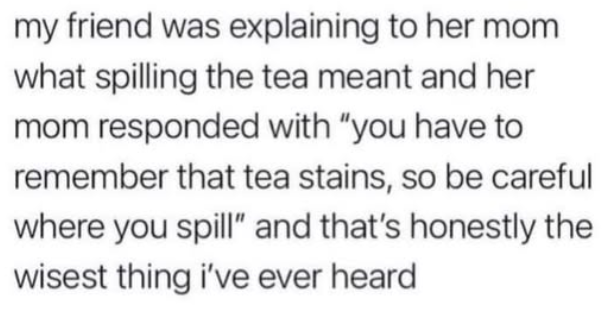 my friend was explaining to her mom
what spilling the tea meant and her
mom responded with "you have to
remember that tea stains, so be careful
where you spill" and that's honestly the
wisest thing i've ever heard